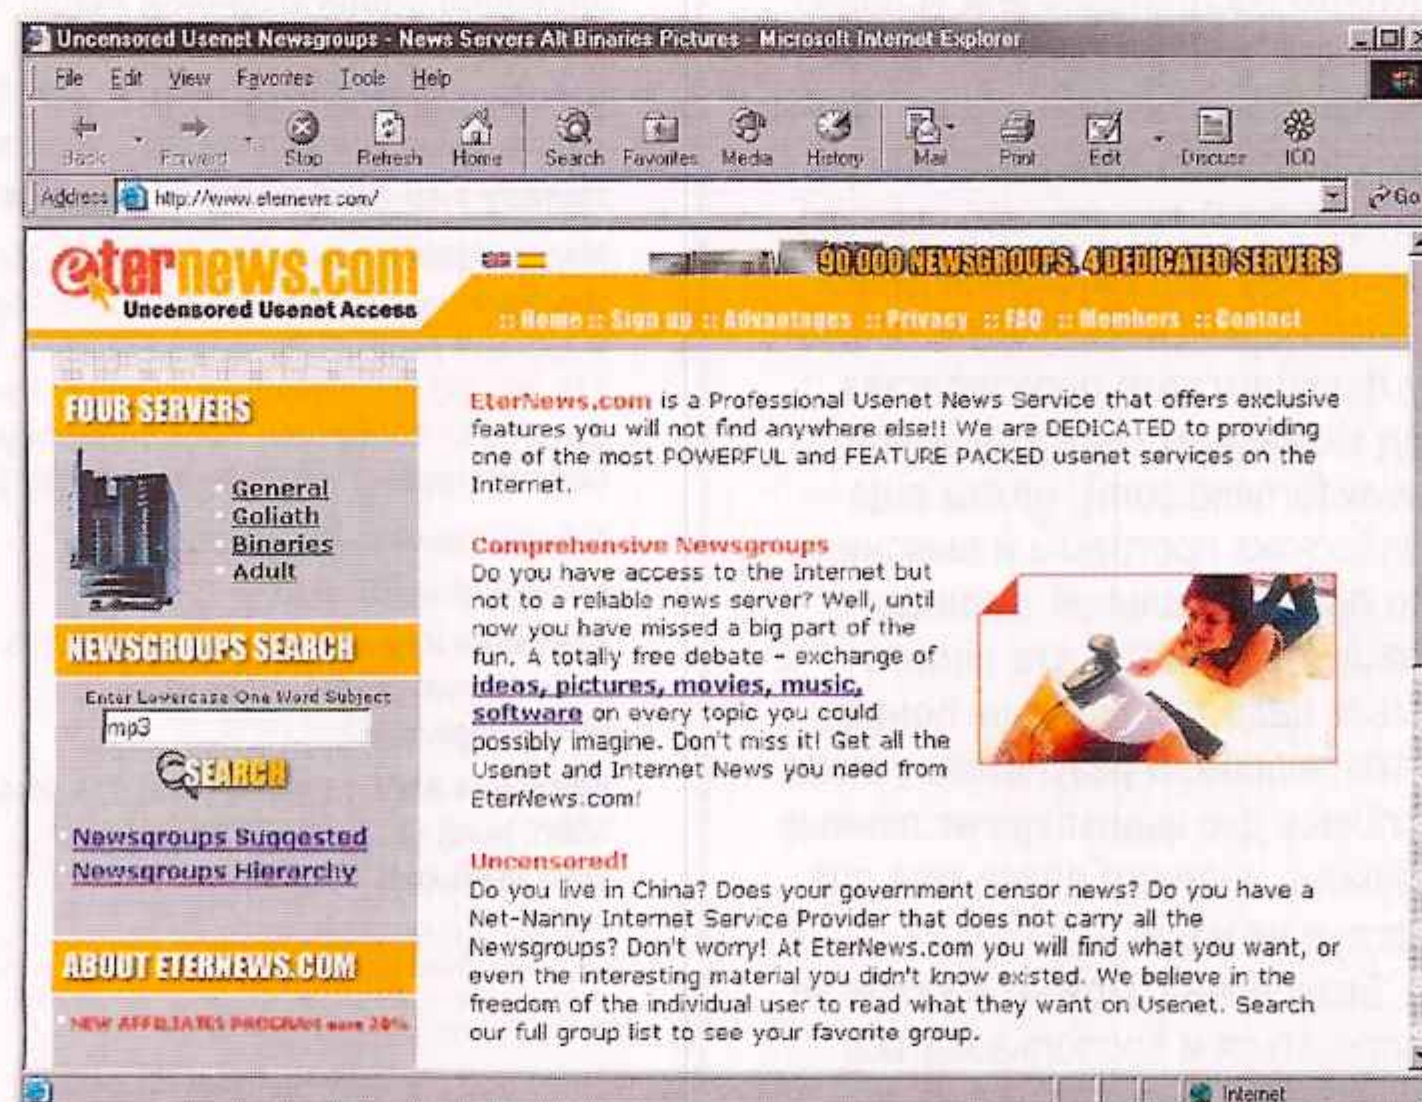 Uncensored Usenet Newsgroups - News Servers Alt Binaries Pictures - Microsoft Internet Explorer
File Edit View Favorites Tools Help
Back Forward Stop Refresh Home Search Favorites Media History Mail Print Edit Discuss ICQ
Address http://www.eternews.com/ Go
eternews.com
Uncensored Usenet Access
90 000 NEWSGROUPS. 4 DEDICATED SERVERS
:: Home :: Sign up :: Advantages :: Privacy :: FAQ :: Members :: Contact
FOUR SERVERS
General
Goliath
Binaries
Adult
NEWSGROUPS SEARCH
Enter Lowercase One Word Subject
mp3
SEARCH
Newsgroups Suggested
Newsgroups Hierarchy
ABOUT ETERNEWS.COM
NEW AFFILIATES PROGRAM earn 20%
EterNews.com is a Professional Usenet News Service that offers exclusive
features you will not find anywhere else!! We are DEDICATED to providing
one of the most POWERFUL and FEATURE PACKED usenet services on the
Internet.
Comprehensive Newsgroups
Do you have access to the Internet but
not to a reliable news server? Well, until
now you have missed a big part of the
fun. A totally free debate - exchange of
ideas, pictures, movies, music,
software on every topic you could
possibly imagine. Don't miss it! Get all the
Usenet and Internet News you need from
EterNews.com!
Uncensored!
Do you live in China? Does your government censor news? Do you have a
Net-Nanny Internet Service Provider that does not carry all the
Newsgroups? Don't worry! At EterNews.com you will find what you want, or
even the interesting material you didn't know existed. We believe in the
freedom of the individual user to read what they want on Usenet. Search
our full group list to see your favorite group.
Internet